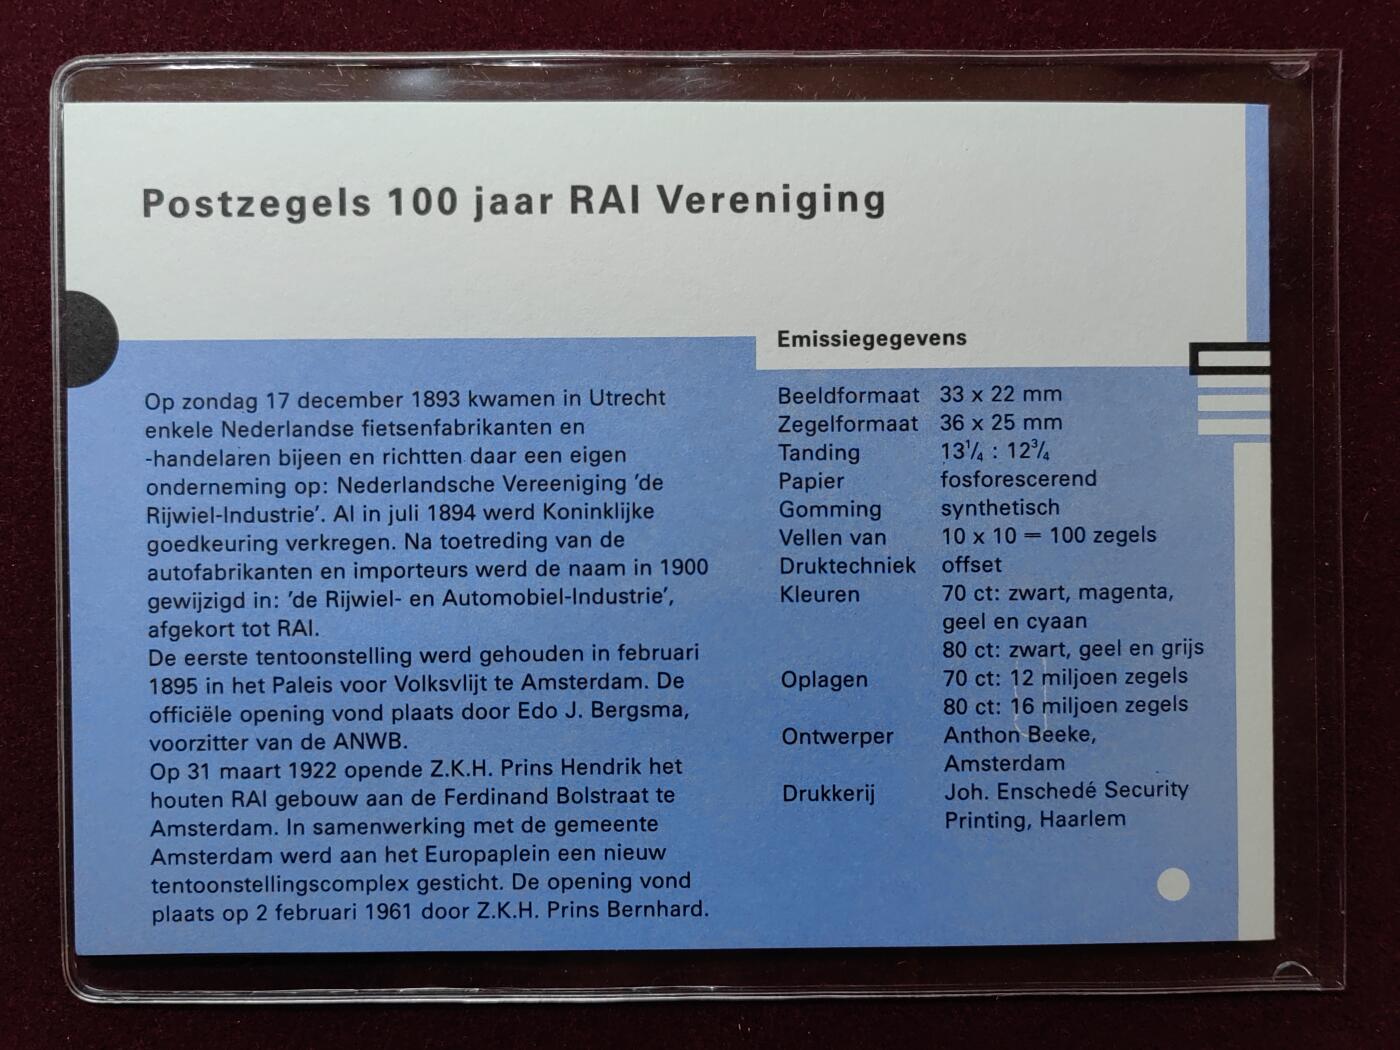 Postzegels 100 jaar RAI Vereniging
Op zondag 17 december 1893 kwamen in Utrecht
enkele Nederlandse fietsenfabrikanten en
-handelaren bijeen en richtten daar een eigen
onderneming op: Nederlandsche Vereeniging 'de
Rijwiel-Industrie'. Al in juli 1894 werd Koninklijke
goedkeuring verkregen. Na toetreding van de
autofabrikanten en importeurs werd de naam in 1900
gewijzigd in: 'de Rijwiel- en Automobiel-Industrie',
afgekort tot RAI.
De eerste tentoonstelling werd gehouden in februari
1895 in het Paleis voor Volksvlijt te Amsterdam. De
officiële opening vond plaats door Edo J. Bergsma,
voorzitter van de ANWB.
Op 31 maart 1922 opende Z.K.H. Prins Hendrik het
houten RAI gebouw aan de Ferdinand Bolstraat te
Amsterdam. In samenwerking met de gemeente
Amsterdam werd aan het Europaplein een nieuw
tentoonstellingscomplex gesticht. De opening vond
plaats op 2 februari 1961 door Z.K.H. Prins Bernhard.
Emissiegegevens
Beeldformaat 33 x 22 mm
Zegelformaat 36 x 25 mm
Tanding 13¹/₄ : 12³/₄
Papier fosforescerend
Gomming synthetisch
Vellen van 10 x 10 = 100 zegels
Druktechniek offset
Kleuren 70 ct: zwart, magenta,
geel en cyaan
80 ct: zwart, geel en grijs
Oplagen 70 ct: 12 miljoen zegels
80 ct: 16 miljoen zegels
Ontwerper Anthon Beeke,
Amsterdam
Drukkerij Joh. Enschedé Security
Printing, Haarlem